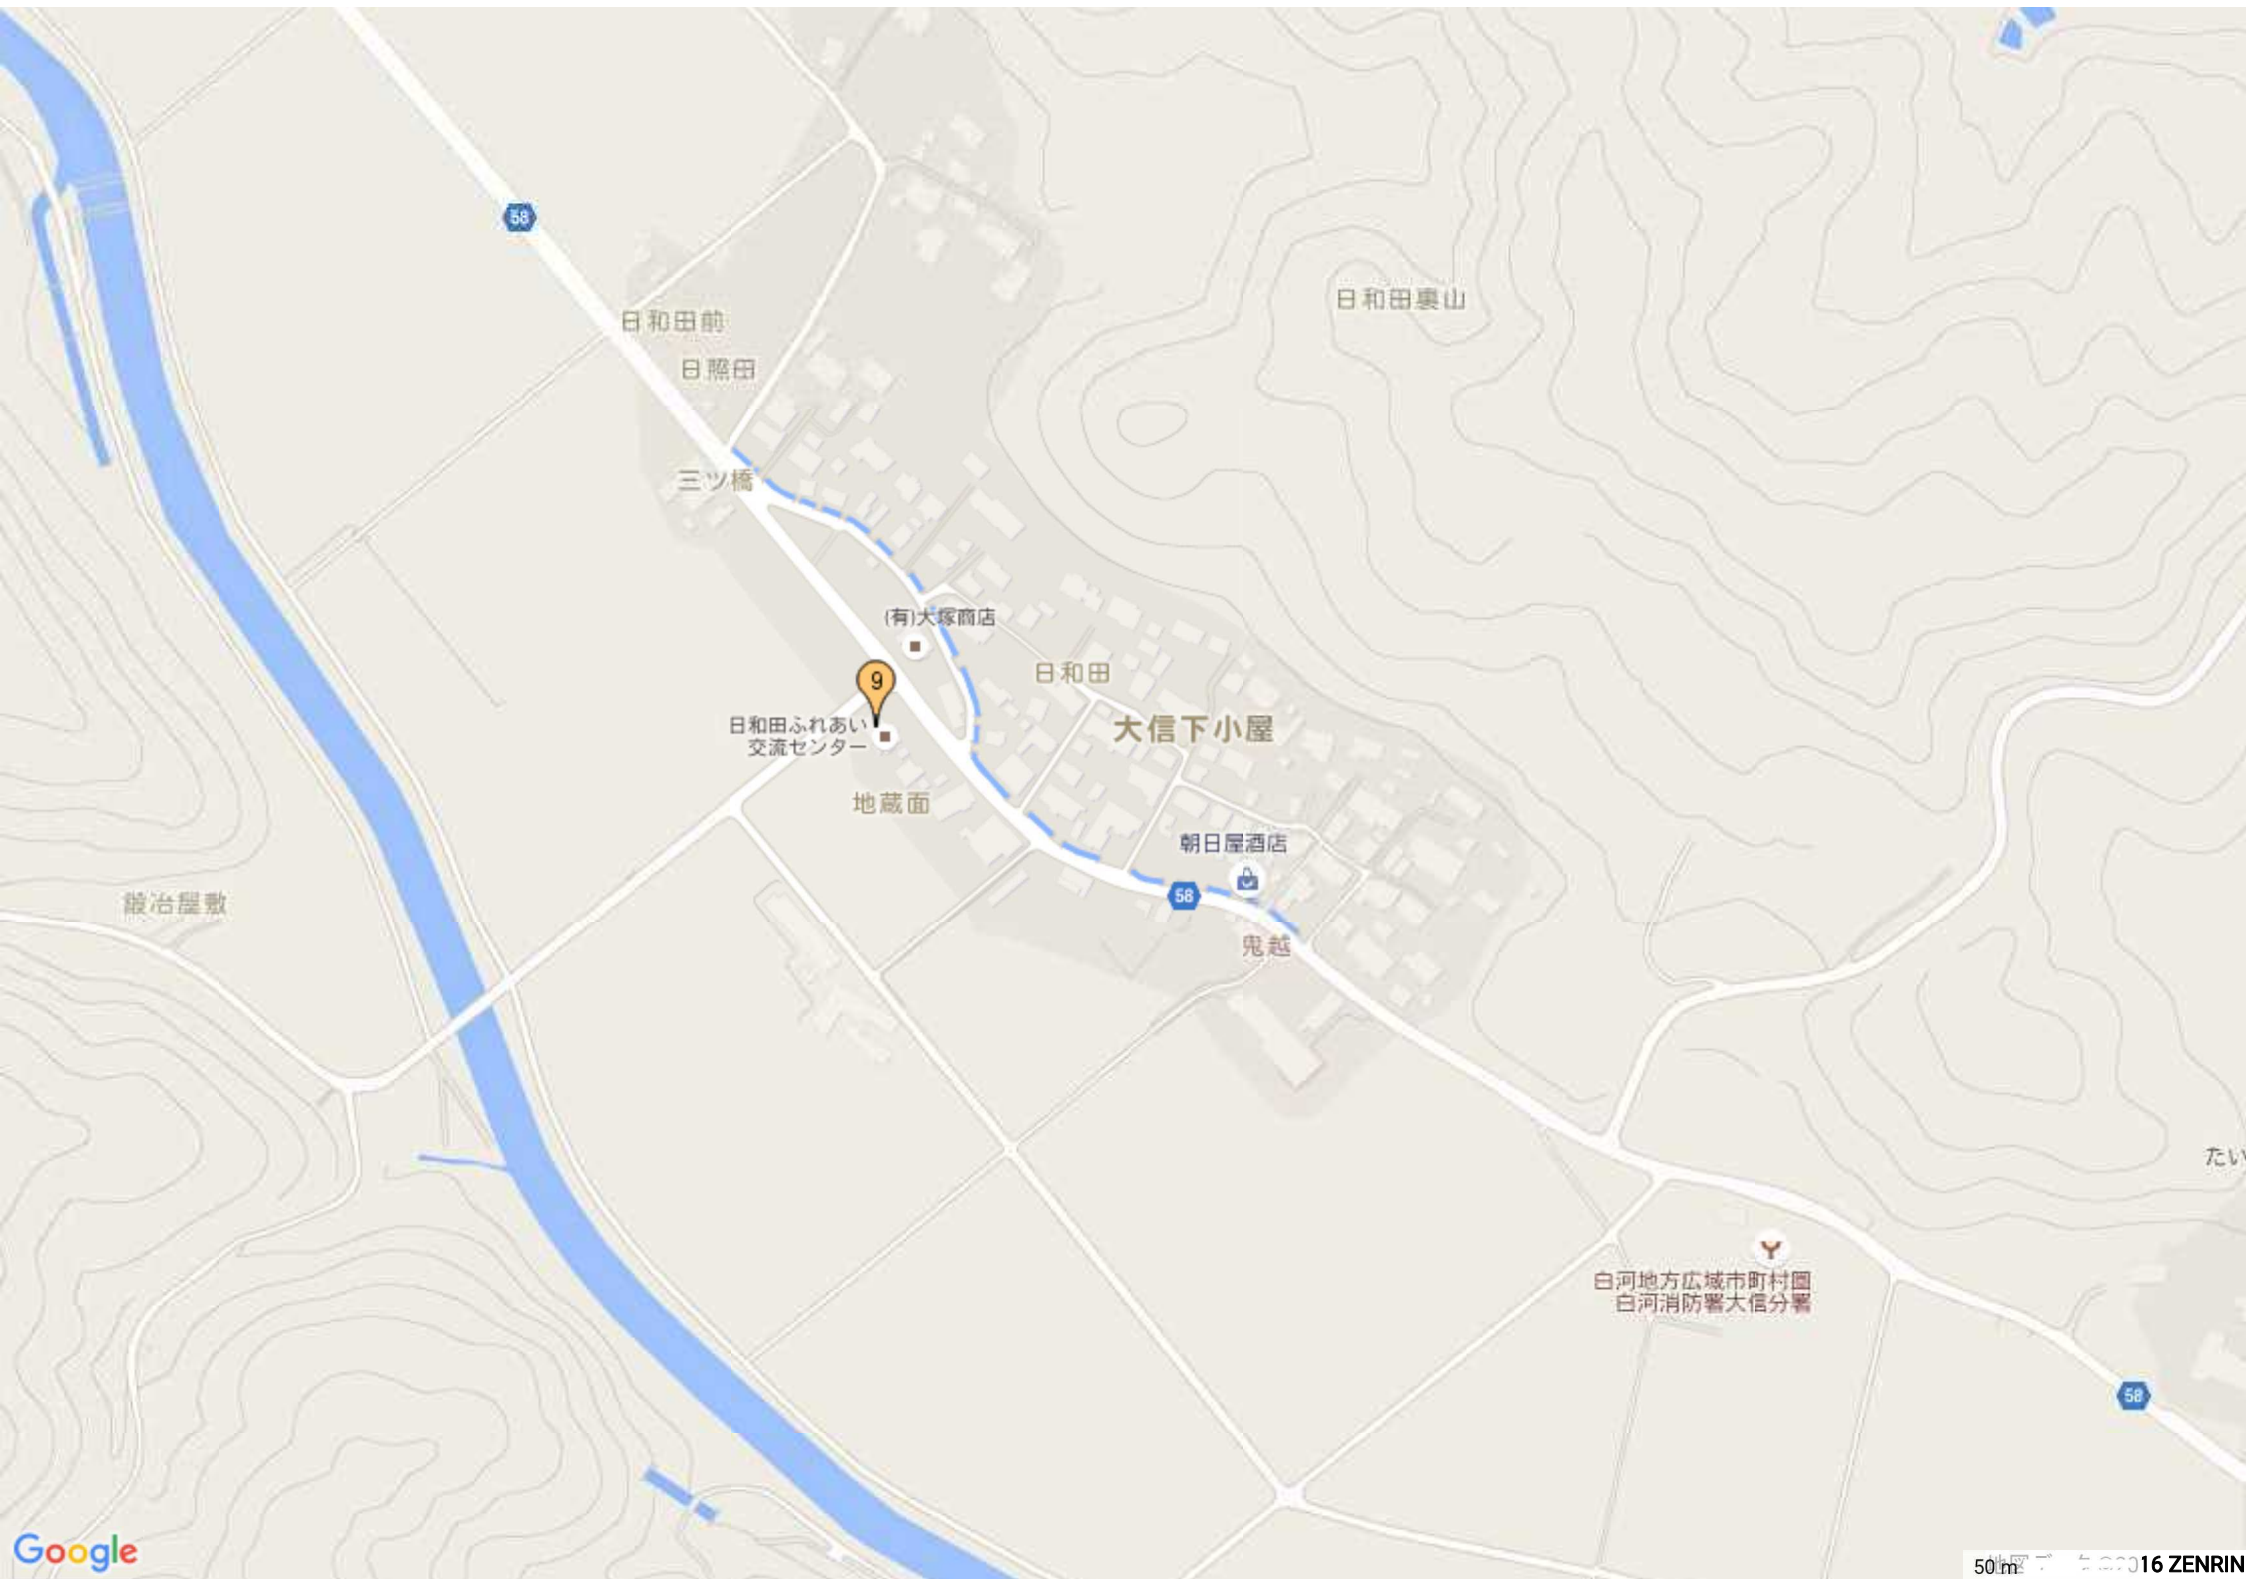 58
日和田裏山
日和田前
日照田
三ツ橋
(有)大塚商店
日和田
9
日和田ふれあい
交流センター
大信下小屋
地蔵面
朝日屋酒店
58
鍛冶屋敷
鬼越
たい
白河地方広域市町村圏
白河消防署大信分署
58
Google
50 m
16 ZENRIN